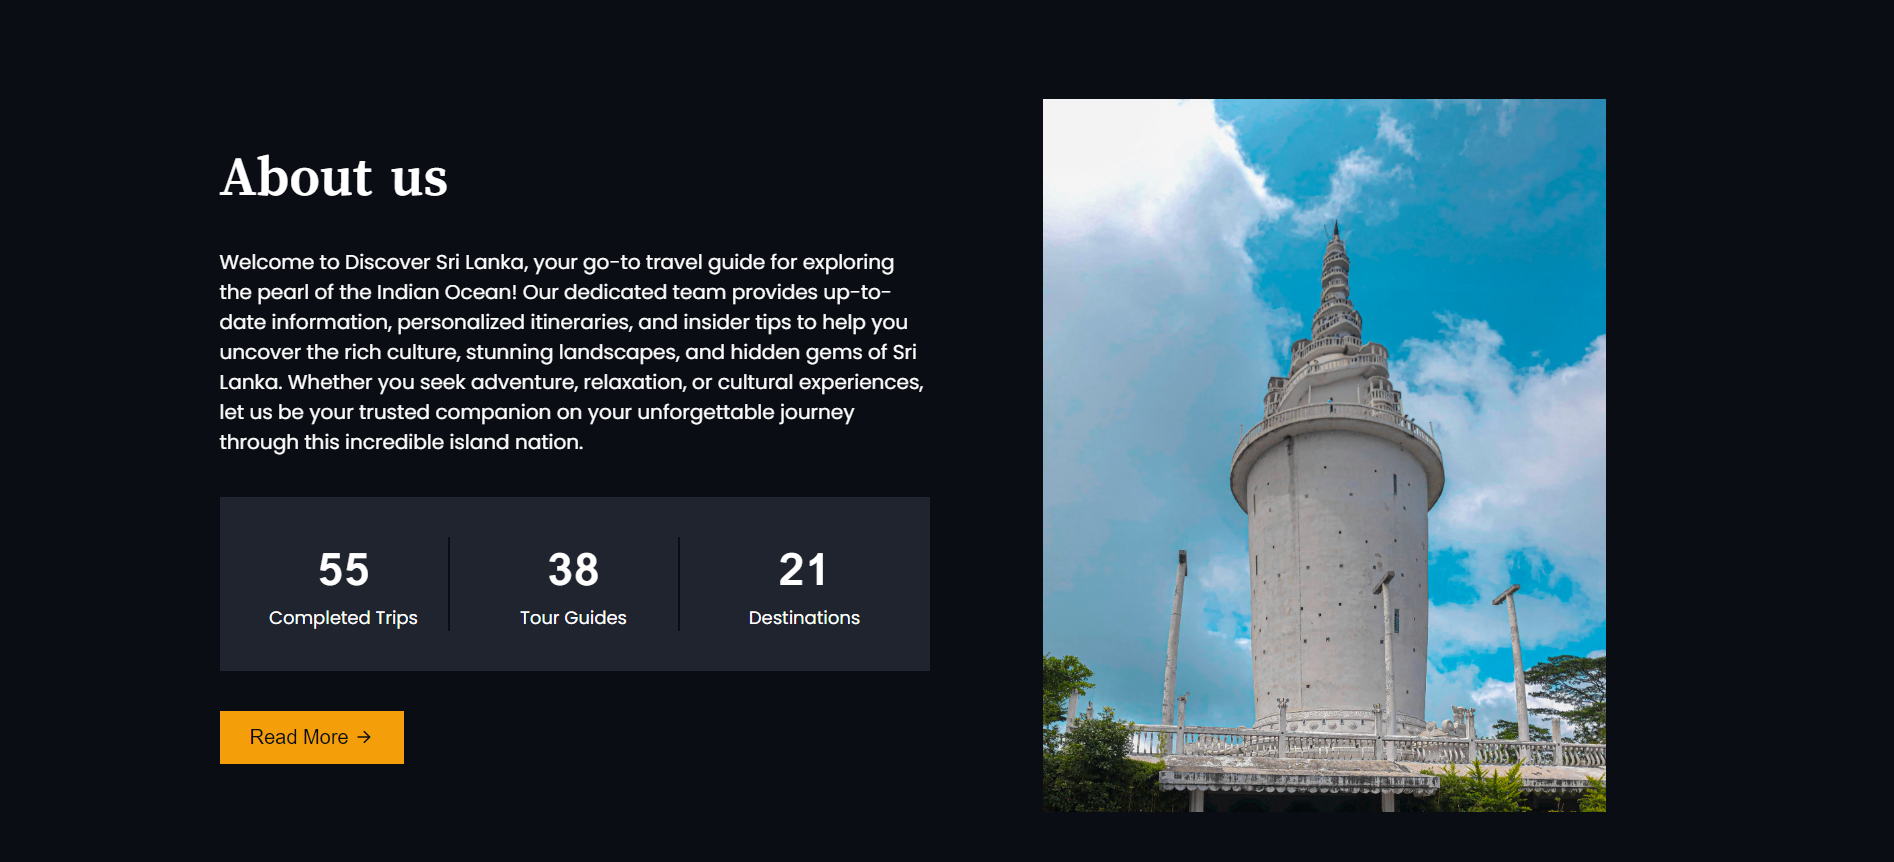 About us
Welcome to Discover Sri Lanka, your go-to travel guide for exploring
the pearl of the Indian Ocean! Our dedicated team provides up-to-
date information, personalized itineraries, and insider tips to help you
uncover the rich culture, stunning landscapes, and hidden gems of Sri
Lanka. Whether you seek adventure, relaxation, or cultural experiences,
let us be your trusted companion on your unforgettable journey
through this incredible island nation.
55
Completed Trips
38
Tour Guides
21
Destinations
Read More →